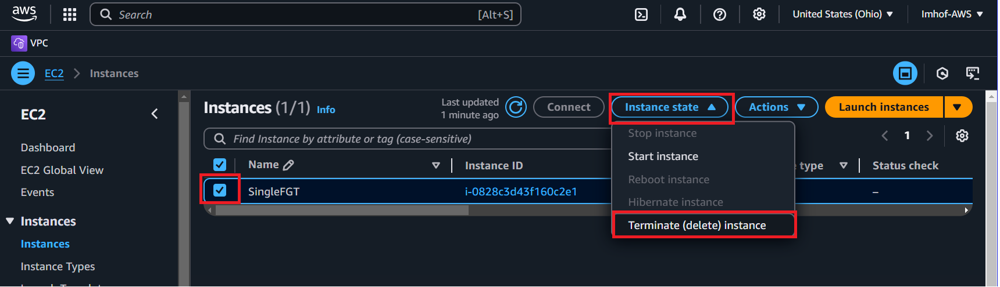 aws
Search
[Alt+S]
United States (Ohio)
Imhof-AWS
VPC
EC2
Instances
EC2
Dashboard
EC2 Global View
Events
Instances
Instances
Instance Types
Instances (1/1)
Info
Last updated
1 minute ago
Connect
Instance state
Actions
Launch instances
Find Instance by attribute or tag (case-sensitive)
1
Stop instance
Start instance
Reboot instance
Hibernate instance
Terminate (delete) instance
Name
Instance ID
type
Status check
SingleFGT
i-0828c3d43f160c2e1
–